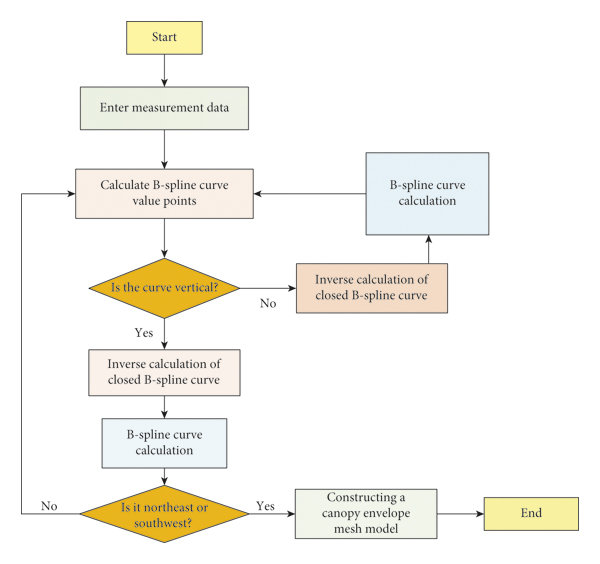 Start
Enter measurement data
Calculate B-spline curve
value points
B-spline curve
calculation
Is the curve vertical?
No
Inverse calculation of
closed B-spline curve
Yes
Inverse calculation of
closed B-spline curve
B-spline curve
calculation
No
Is it northeast or
southwest?
Yes
Constructing a
canopy envelope
mesh model
End